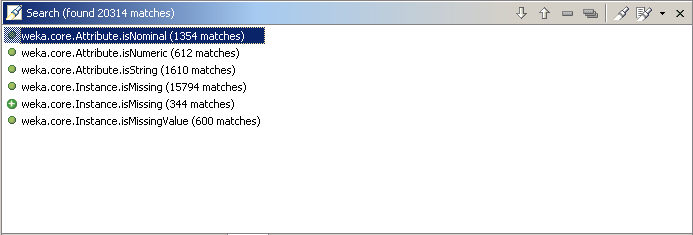 Search (found 20314 matches)
weka.core.Attribute.isNominal (1354 matches)
weka.core.Attribute.isNumeric (612 matches)
weka.core.Attribute.isString (1610 matches)
weka.core.Instance.isMissing (15794 matches)
weka.core.Instance.isMissing (344 matches)
weka.core.Instance.isMissingValue (600 matches)